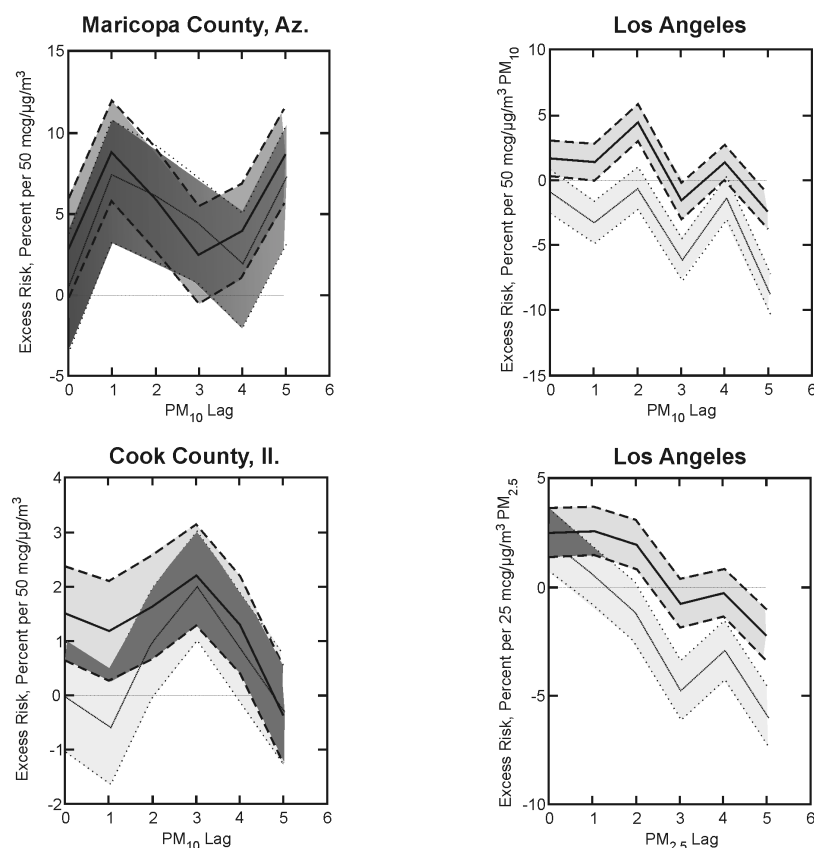 Maricopa County, Az.
Excess Risk, Percent per 50 mcg/µg/m³
15
10
5
0
-5
0 1 2 3 4 5 6
PM₁₀ Lag
Los Angeles
Excess Risk, Percent per 50 mcg/µg/m³ PM₁₀
10
5
0
-5
-10
-15
0 1 2 3 4 5 6
PM₁₀ Lag
Cook County, Il.
Excess Risk, Percent per 50 mcg/µg/m³
4
3
2
1
0
-1
-2
0 1 2 3 4 5 6
PM₁₀ Lag
Los Angeles
Excess Risk, Percent per 25 mcg/µg/m³ PM₂.₅
5
0
-5
-10
0 1 2 3 4 5 6
PM₂.₅ Lag